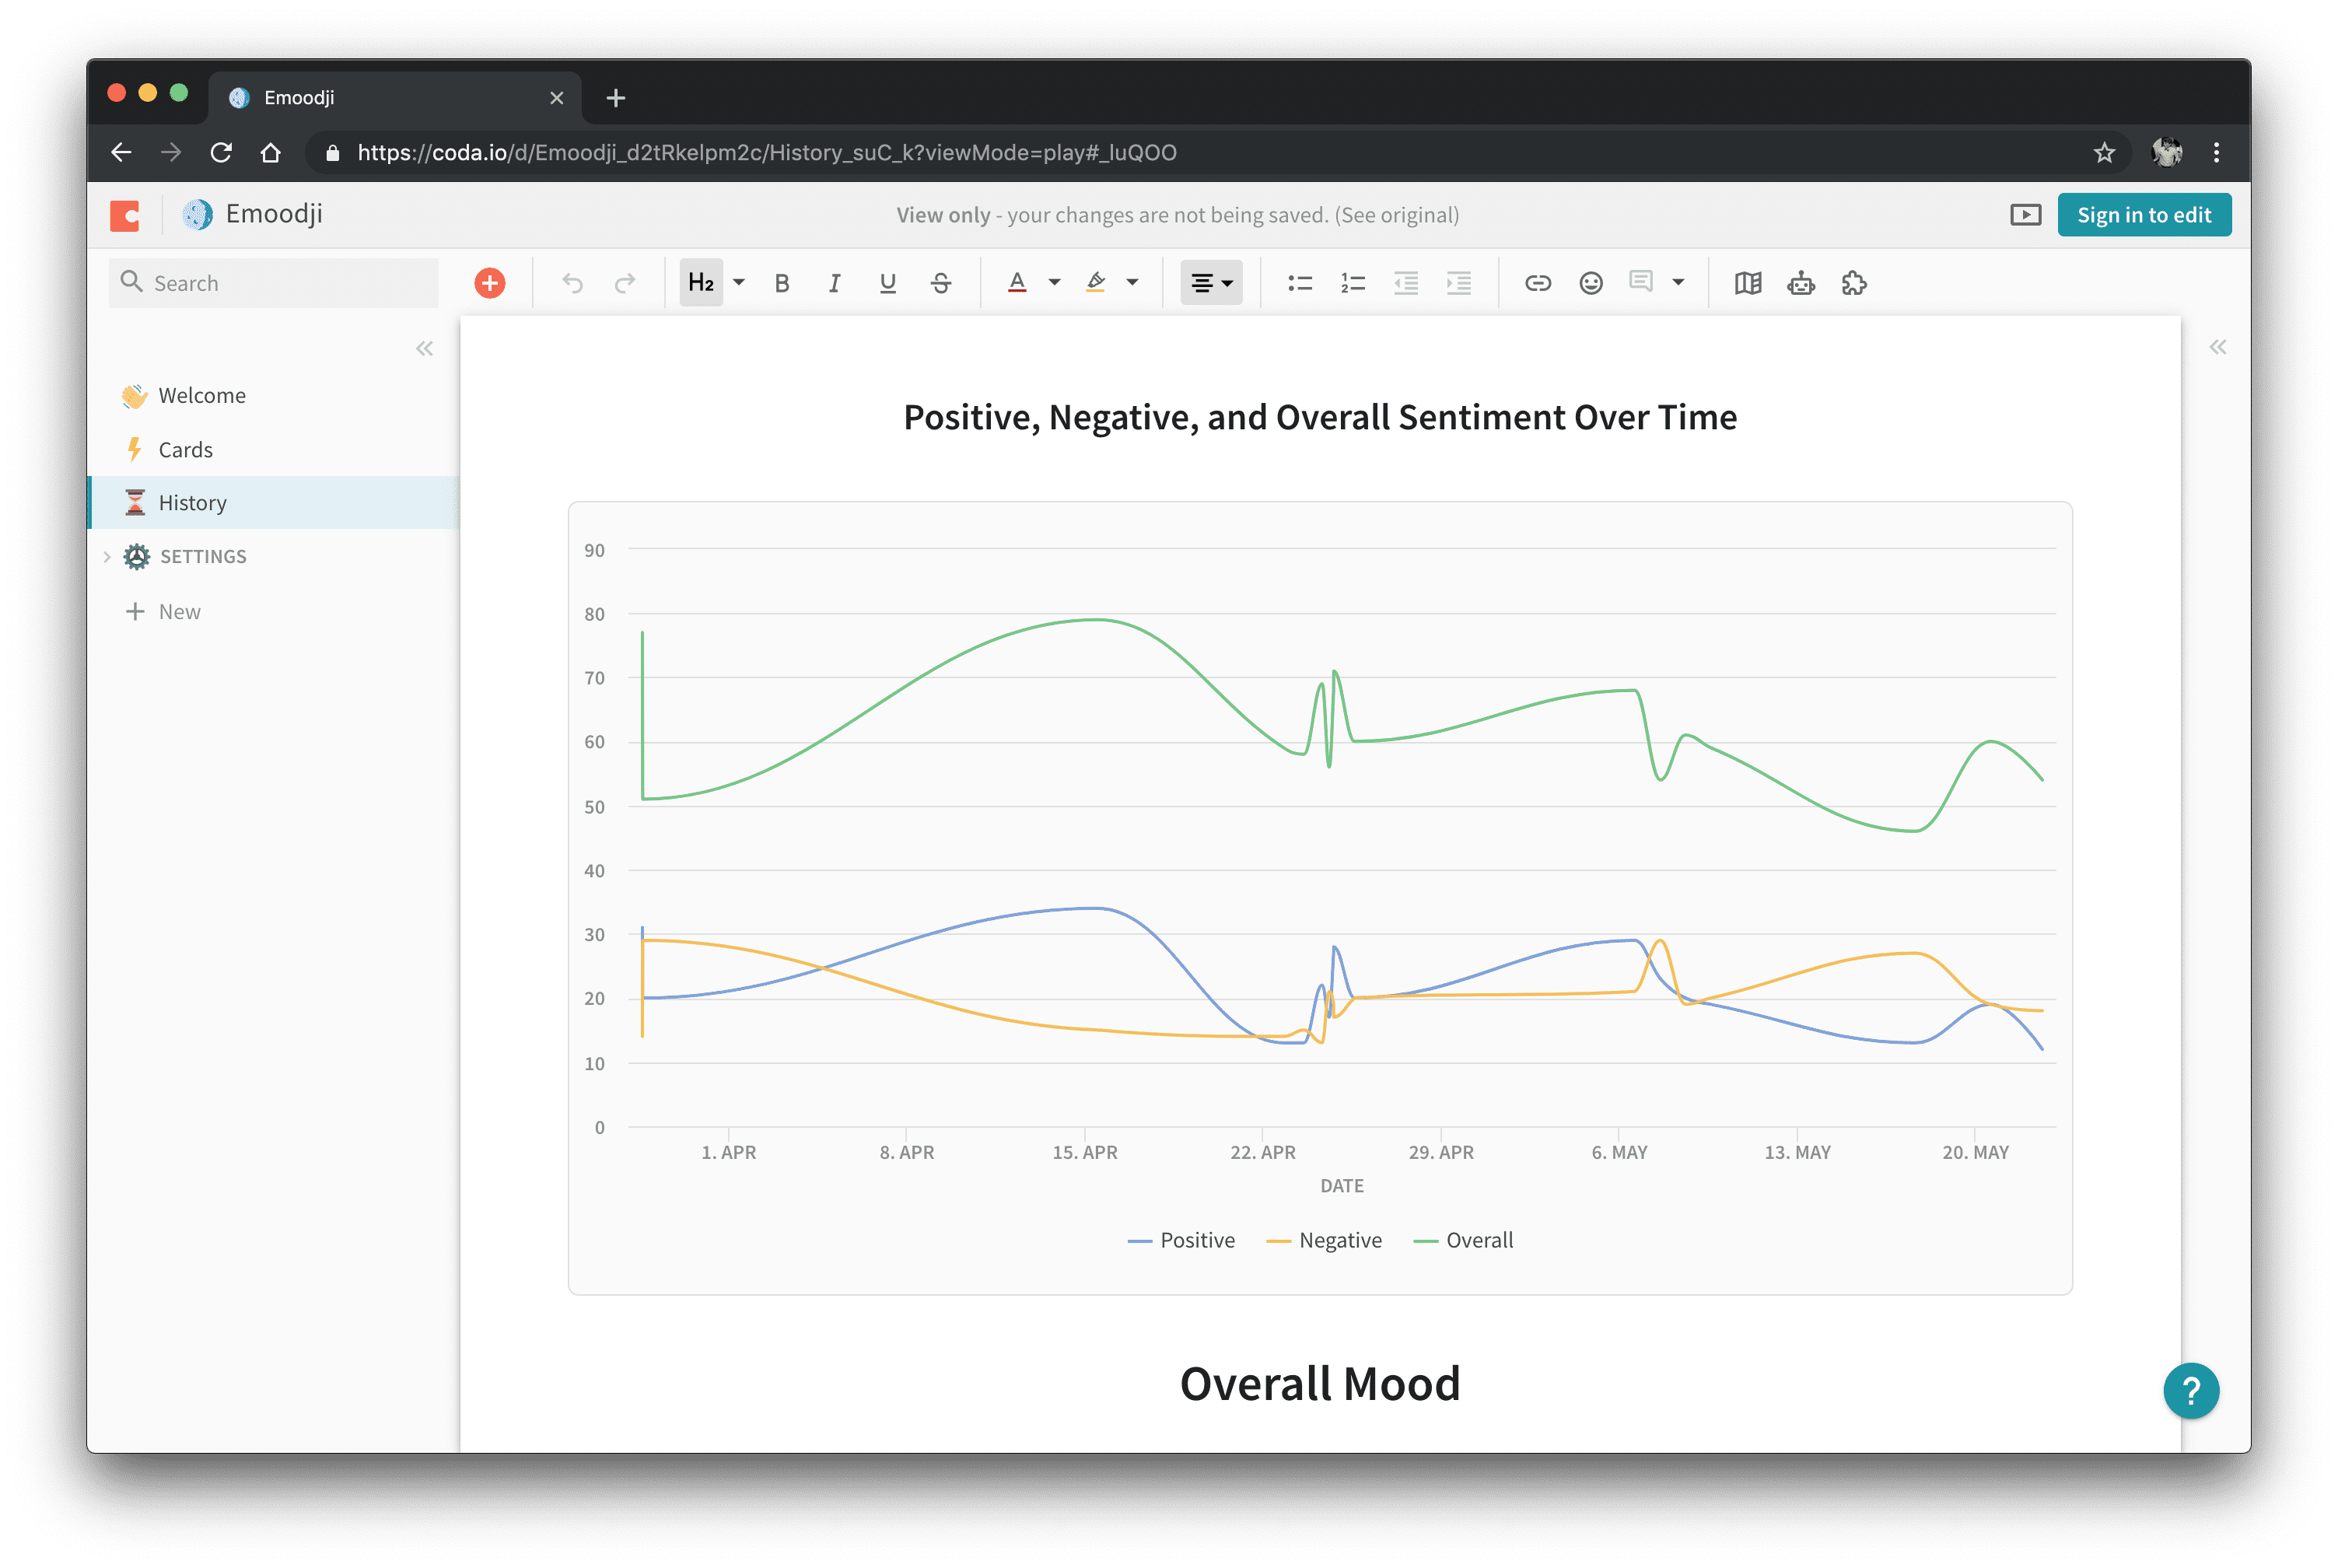 Emoodji
https://coda.io/d/Emoodji_d2tRkelpm2c/History_suC_k?viewMode=play#_luQOO
Emoodji
View only - your changes are not being saved. (See original)
Sign in to edit
Search
H2
B I U S A
Welcome
Cards
History
SETTINGS
New
Positive, Negative, and Overall Sentiment Over Time
90
80
70
60
50
40
30
20
10
0
1. APR 8. APR 15. APR 22. APR 29. APR 6. MAY 13. MAY 20. MAY
DATE
Positive Negative Overall
Overall Mood
?